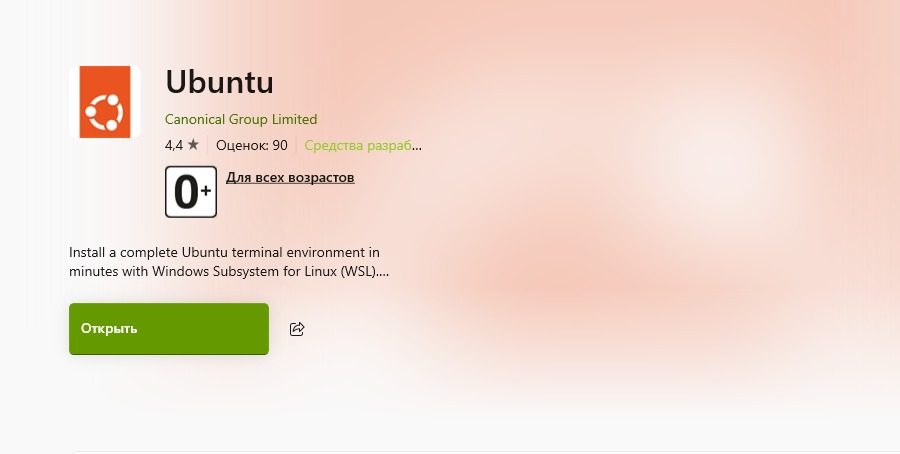 Ubuntu
Canonical Group Limited
4,4 ★ Оценок: 90 Средства разраб...
0+ Для всех возрастов
Install a complete Ubuntu terminal environment in
minutes with Windows Subsystem for Linux (WSL)....
Открыть